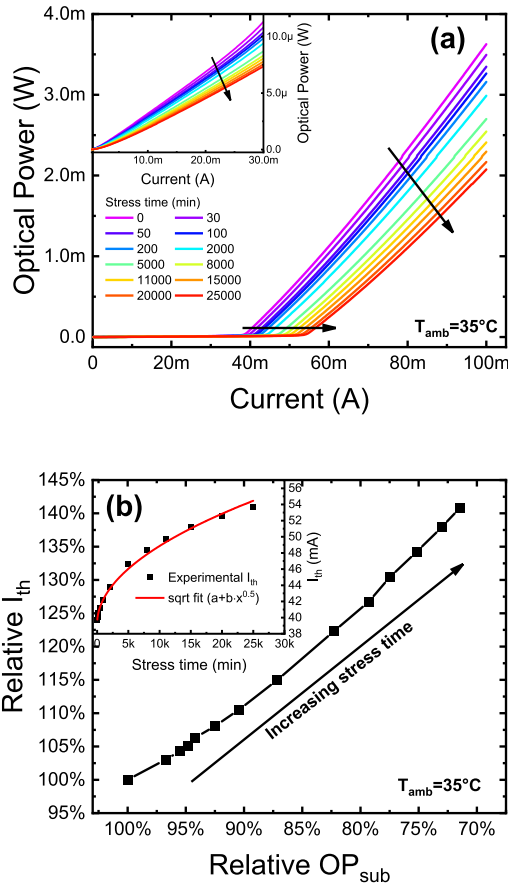 (a)
4.0m
3.0m
2.0m
1.0m
0.0
Optical Power (W)
0 20m 40m 60m 80m 100m
Current (A)
10.0μ
5.0μ
0.0
Optical Power (W)
10.0m 20.0m 30.0m
Current (A)
Stress time (min)
0 30
50 100
200 2000
5000 8000
11000 15000
20000 25000
T_amb=35°C
(b)
145%
140%
135%
130%
125%
120%
115%
110%
105%
100%
95%
Relative I_th
100% 95% 90% 85% 80% 75% 70%
Relative OP_sub
56
54
52
50
48
46
44
42
40
38
I_th (mA)
0 5k 10k 15k 20k 25k 30k
Stress time (min)
Experimental I_th
sqrt fit (a+b·x^0.5)
Increasing stress time
T_amb=35°C